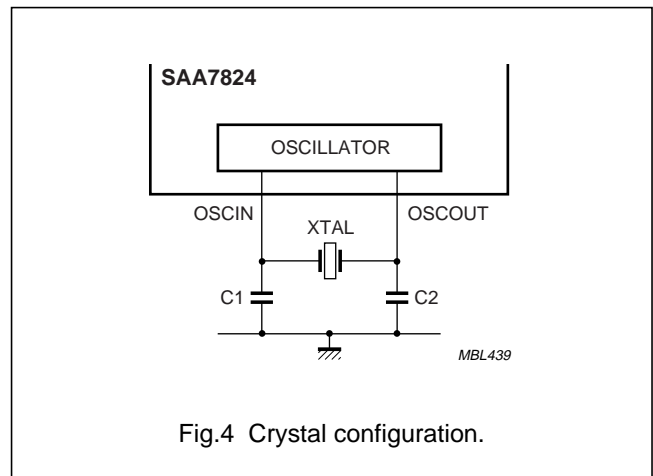 SAA7824
OSCILLATOR
OSCIN
OSCOUT
XTAL
C1
C2
MBL439
Fig.4 Crystal configuration.